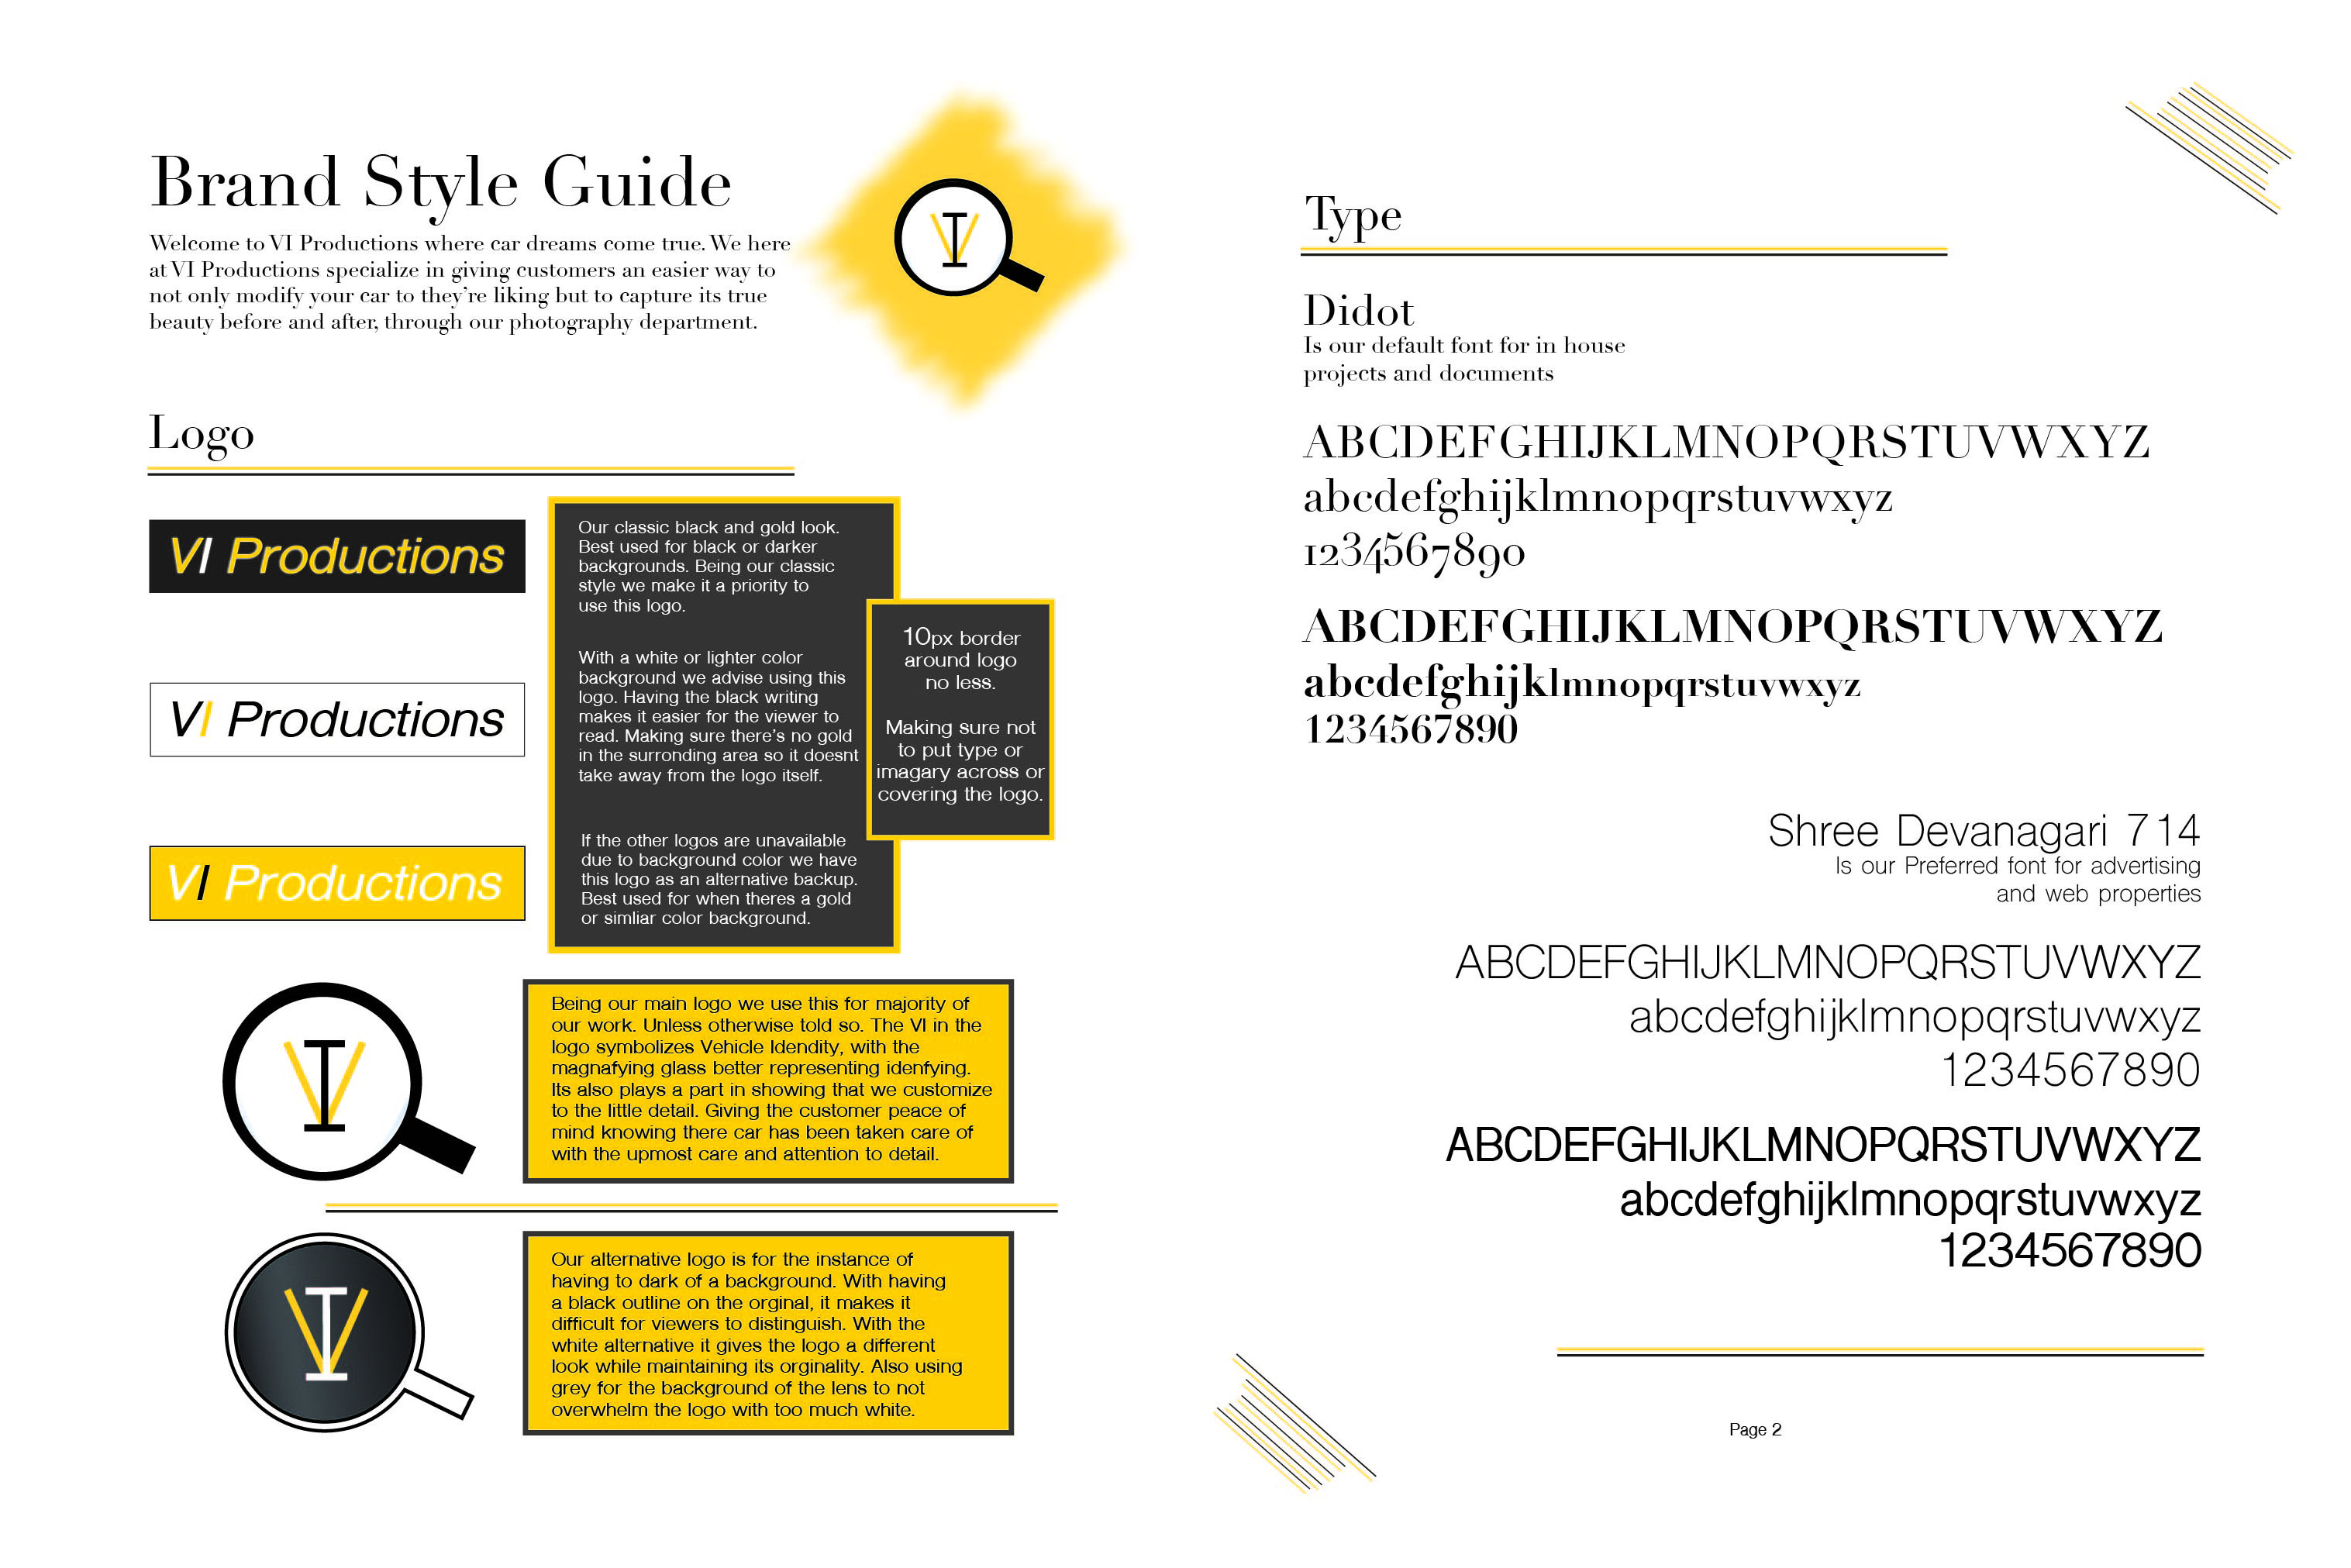 Brand Style Guide
Welcome to VI Productions where car dreams come true. We here
at VI Productions specialize in giving customers an easier way to
not only modify your car to they're liking but to capture its true
beauty before and after, through our photography department.
VI
Logo
VI Productions
Our classic black and gold look.
Best used for black or darker
backgrounds. Being our classic
style we make it a priority to
use this logo.
VI Productions
With a white or lighter color
background we advise using this
logo. Having the black writing
makes it easier for the viewer to
read. Making sure there's no gold
in the surronding area so it doesnt
take away from the logo itself.
10px border
around logo
no less.
Making sure not
to put type or
imagary across or
covering the logo.
VI Productions
If the other logos are unavailable
due to background color we have
this logo as an alternative backup.
Best used for when theres a gold
or simliar color background.
VI
Being our main logo we use this for majority of
our work. Unless otherwise told so. The VI in the
logo symbolizes Vehicle Idendity, with the
magnafying glass better representing idenfying.
Its also plays a part in showing that we customize
to the little detail. Giving the customer peace of
mind knowing there car has been taken care of
with the upmost care and attention to detail.
VI
Our alternative logo is for the instance of
having to dark of a background. With having
a black outline on the orginal, it makes it
difficult for viewers to distinguish. With the
white alternative it gives the logo a different
look while maintaining its orginality. Also using
grey for the background of the lens to not
overwhelm the logo with too much white.
Type
Didot
Is our default font for in house
projects and documents
ABCDEFGHIJKLMNOPQRSTUVWXYZ
abcdefghijklmnopqrstuvwxyz
1234567890
ABCDEFGHIJKLMNOPQRSTUVWXYZ
abcdefghijklmnopqrstuvwxyz
1234567890
Shree Devanagari 714
Is our Preferred font for advertising
and web properties
ABCDEFGHIJKLMNOPQRSTUVWXYZ
abcdefghijklmnopqrstuvwxyz
1234567890
ABCDEFGHIJKLMNOPQRSTUVWXYZ
abcdefghijklmnopqrstuvwxyz
1234567890
Page 2